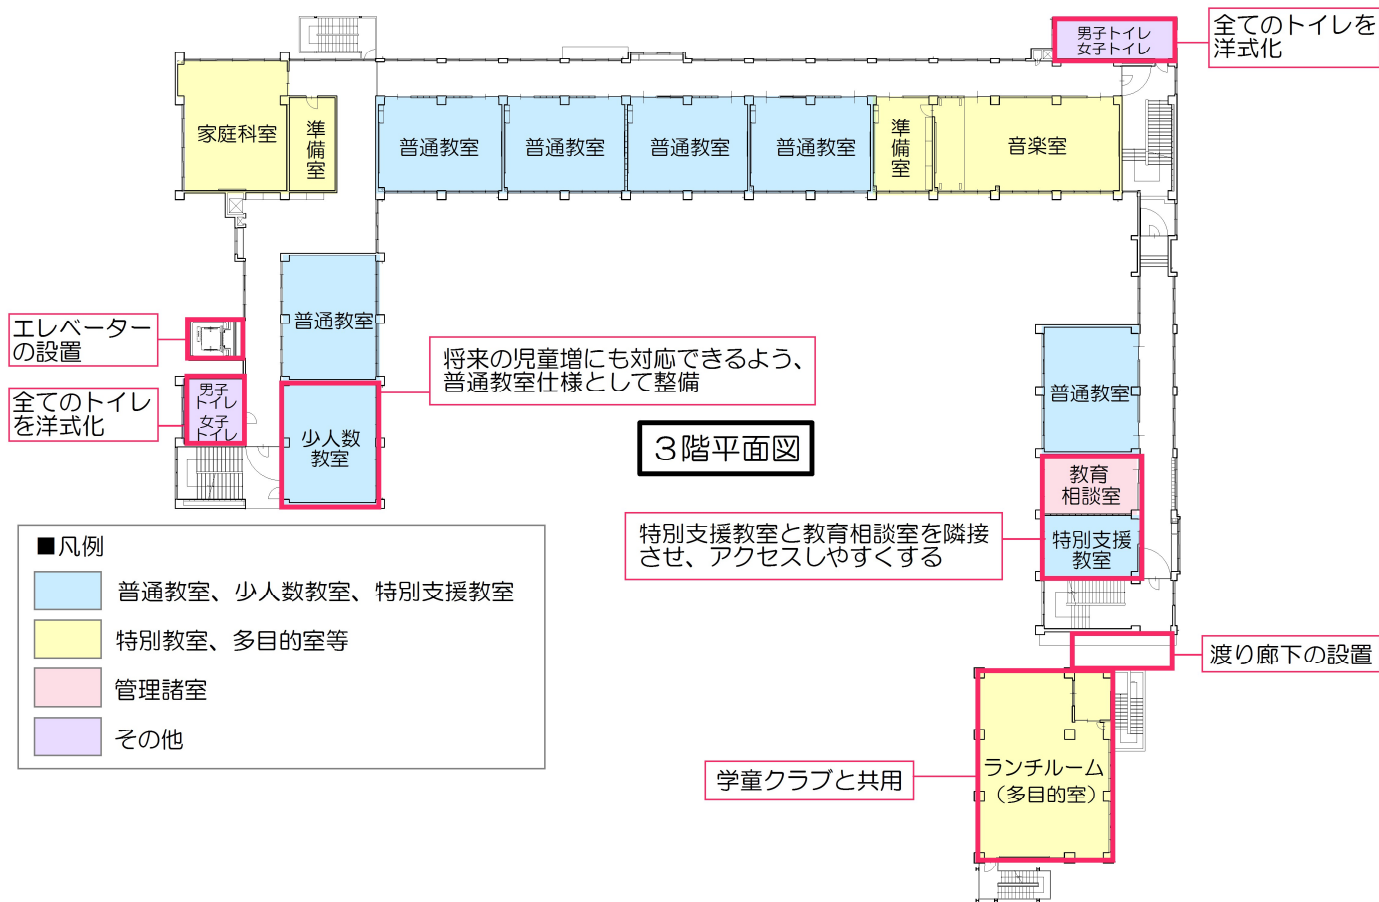 男子トイレ
女子トイレ
全てのトイレを
洋式化
家庭科室
準備室
普通教室
普通教室
普通教室
普通教室
準備室
音楽室
エレベーター
の設置
普通教室
将来の児童増にも対応できるよう、
普通教室仕様として整備
普通教室
全てのトイレ
を洋式化
男子
トイレ
女子
トイレ
少人数
教室
3階平面図
教育
相談室
特別支援教室と教育相談室を隣接
させ、アクセスしやすくする
特別支援
教室
■凡例
普通教室、少人数教室、特別支援教室
特別教室、多目的室等
管理諸室
その他
渡り廊下の設置
学童クラブと共用
ランチルーム
(多目的室)